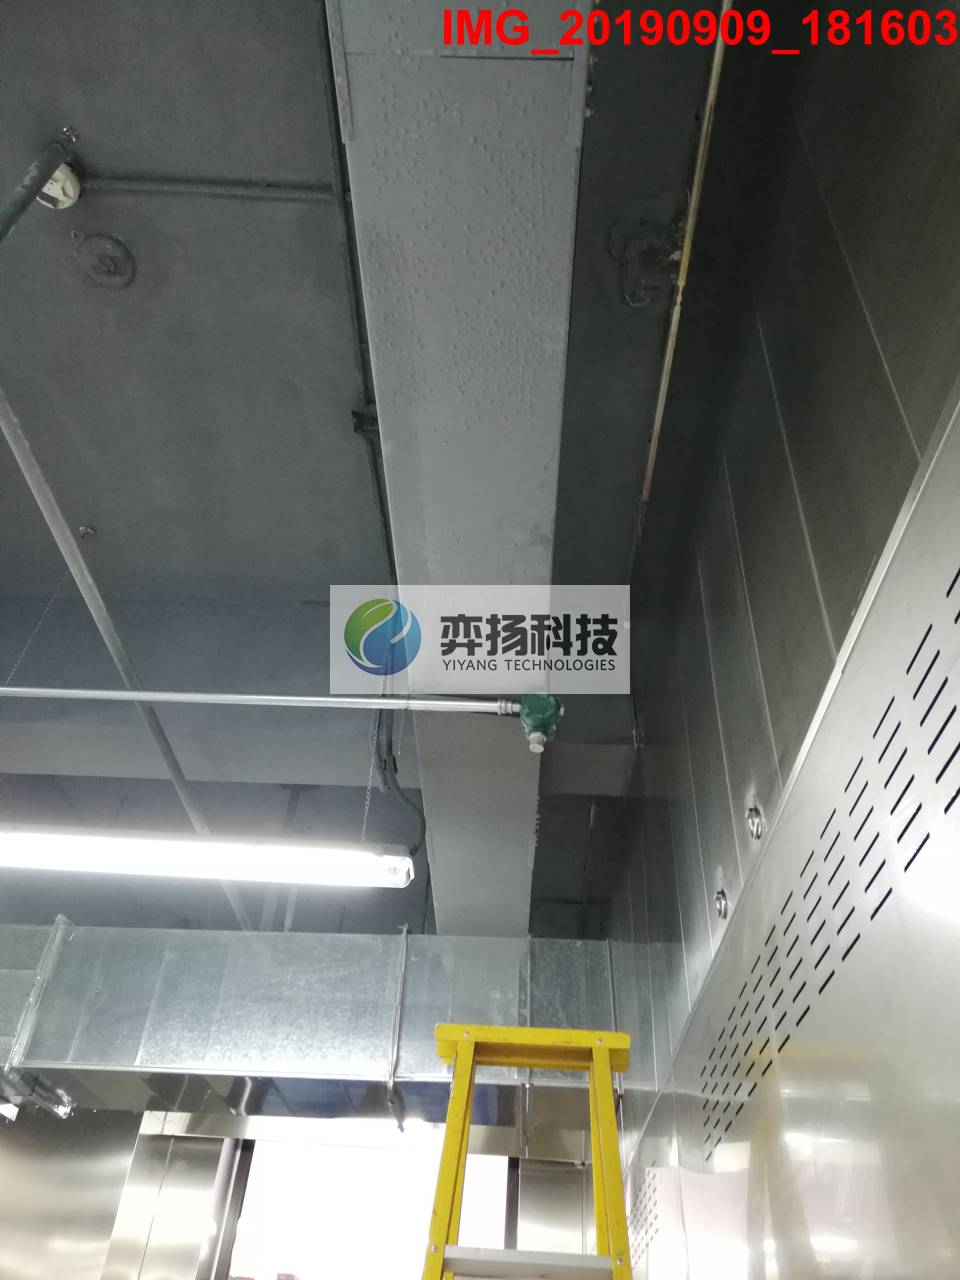 IMG_20190909_181603
弈扬科技
YIYANG TECHNOLOGIES